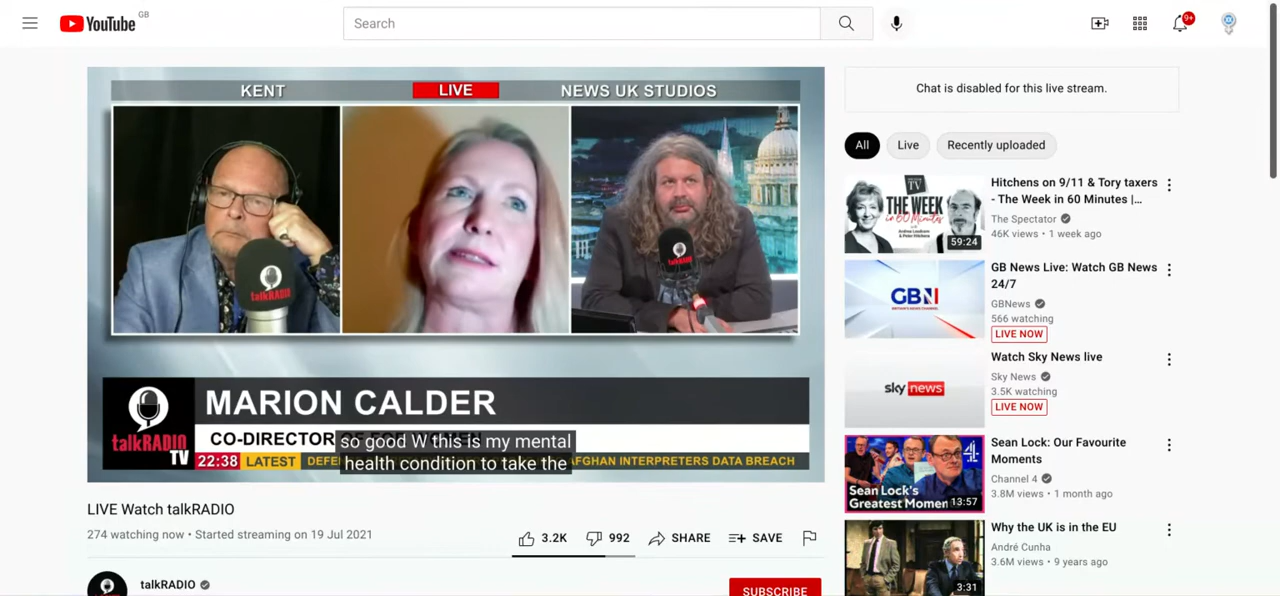 YouTube GB
Search
9+
KENT
LIVE
NEWS UK STUDIOS
talkRADIO
talkRADIO
MARION CALDER
CO-DIRECTOR
so good W this is my mental
health condition to take the
talkRADIO
TV
22:38
LATEST
AFGHAN INTERPRETERS DATA BREACH
LIVE Watch talkRADIO
274 watching now • Started streaming on 19 Jul 2021
3.2K
992
SHARE
SAVE
talkRADIO
SUBSCRIBE
Chat is disabled for this live stream.
All
Live
Recently uploaded
TV
THE WEEK
in 60 Minutes
59:24
Hitchens on 9/11 & Tory taxers
- The Week in 60 Minutes |...
The Spectator
46K views • 1 week ago
GBN
BRITAIN'S NEWS CHANNEL
GB News Live: Watch GB News
24/7
GBNews
566 watching
LIVE NOW
sky news
Watch Sky News live
Sky News
3.5K watching
LIVE NOW
4
Sean Lock's
Greatest Momen
13:57
Sean Lock: Our Favourite
Moments
Channel 4
3.8M views • 1 month ago
3:31
Why the UK is in the EU
André Cunha
3.6M views • 9 years ago